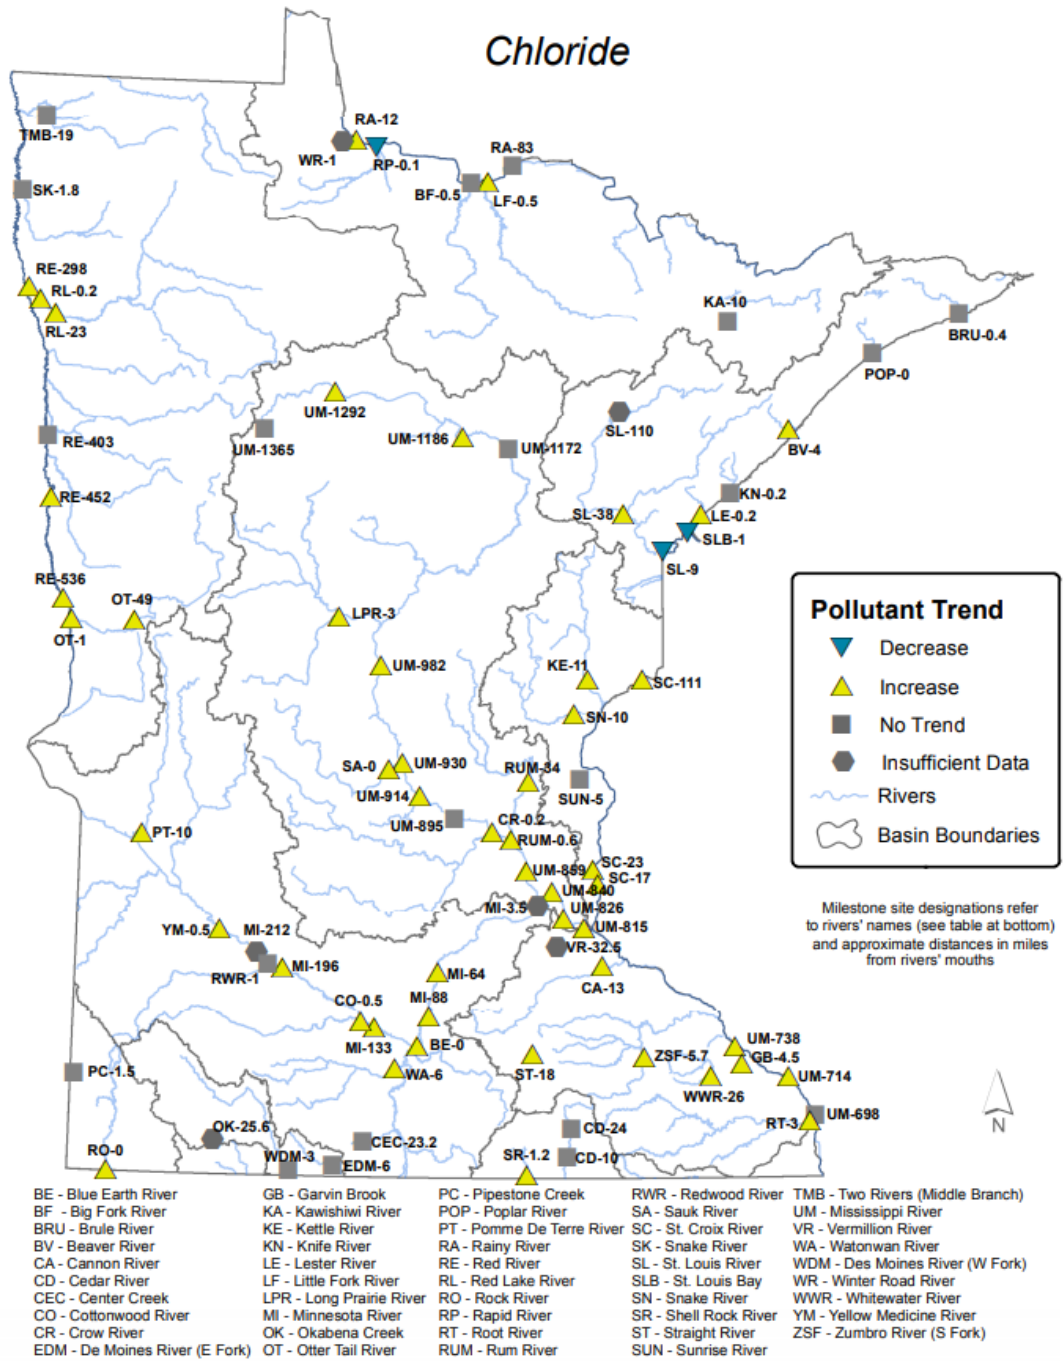 Chloride
RA-12
TMB-19
WR-1
RP-0.1
RA-83
SK-1.8
BF-0.5
LF-0.5
RE-298
RL-0.2
RL-23
KA-10
BRU-0.4
POP-0
UM-1292
RE-403
UM-1365
UM-1186
UM-1172
SL-110
BV-4
RE-452
KN-0.2
SL-38
LE-0.2
SLB-1
SL-9
RE-536
OT-49
OT-1
LPR-3
UM-982
KE-11
SC-111
SN-10
Pollutant Trend
Decrease
Increase
No Trend
Insufficient Data
Rivers
Basin Boundaries
SA-0
UM-930
RUM-34
UM-914
SUN-5
UM-895
CR-0.2
PT-10
RUM-0.6
UM-859
SC-23
SC-17
UM-840
MI-3.5
UM-826
UM-815
VR-32.5
Milestone site designations refer
to rivers' names (see table at bottom)
and approximate distances in miles
from rivers' mouths
YM-0.5
MI-212
RWR-1
MI-196
MI-64
CA-13
CO-0.5
MI-88
MI-133
BE-0
WA-6
UM-738
ZSF-5.7
GB-4.5
ST-18
WWR-26
UM-714
PC-1.5
UM-698
RT-3
OK-25.6
CEC-23.2
CD-24
N
RO-0
WDM-3
EDM-6
SR-1.2
CD-10
BE - Blue Earth River
BF - Big Fork River
BRU - Brule River
BV - Beaver River
CA - Cannon River
CD - Cedar River
CEC - Center Creek
CO - Cottonwood River
CR - Crow River
EDM - De Moines River (E Fork)
GB - Garvin Brook
KA - Kawishiwi River
KE - Kettle River
KN - Knife River
LE - Lester River
LF - Little Fork River
LPR - Long Prairie River
MI - Minnesota River
OK - Okabena Creek
OT - Otter Tail River
PC - Pipestone Creek
POP - Poplar River
PT - Pomme De Terre River
RA - Rainy River
RE - Red River
RL - Red Lake River
RO - Rock River
RP - Rapid River
RT - Root River
RUM - Rum River
RWR - Redwood River
SA - Sauk River
SC - St. Croix River
SK - Snake River
SL - St. Louis River
SLB - St. Louis Bay
SN - Snake River
SR - Shell Rock River
ST - Straight River
SUN - Sunrise River
TMB - Two Rivers (Middle Branch)
UM - Mississippi River
VR - Vermillion River
WA - Watonwan River
WDM - Des Moines River (W Fork)
WR - Winter Road River
WWR - Whitewater River
YM - Yellow Medicine River
ZSF - Zumbro River (S Fork)